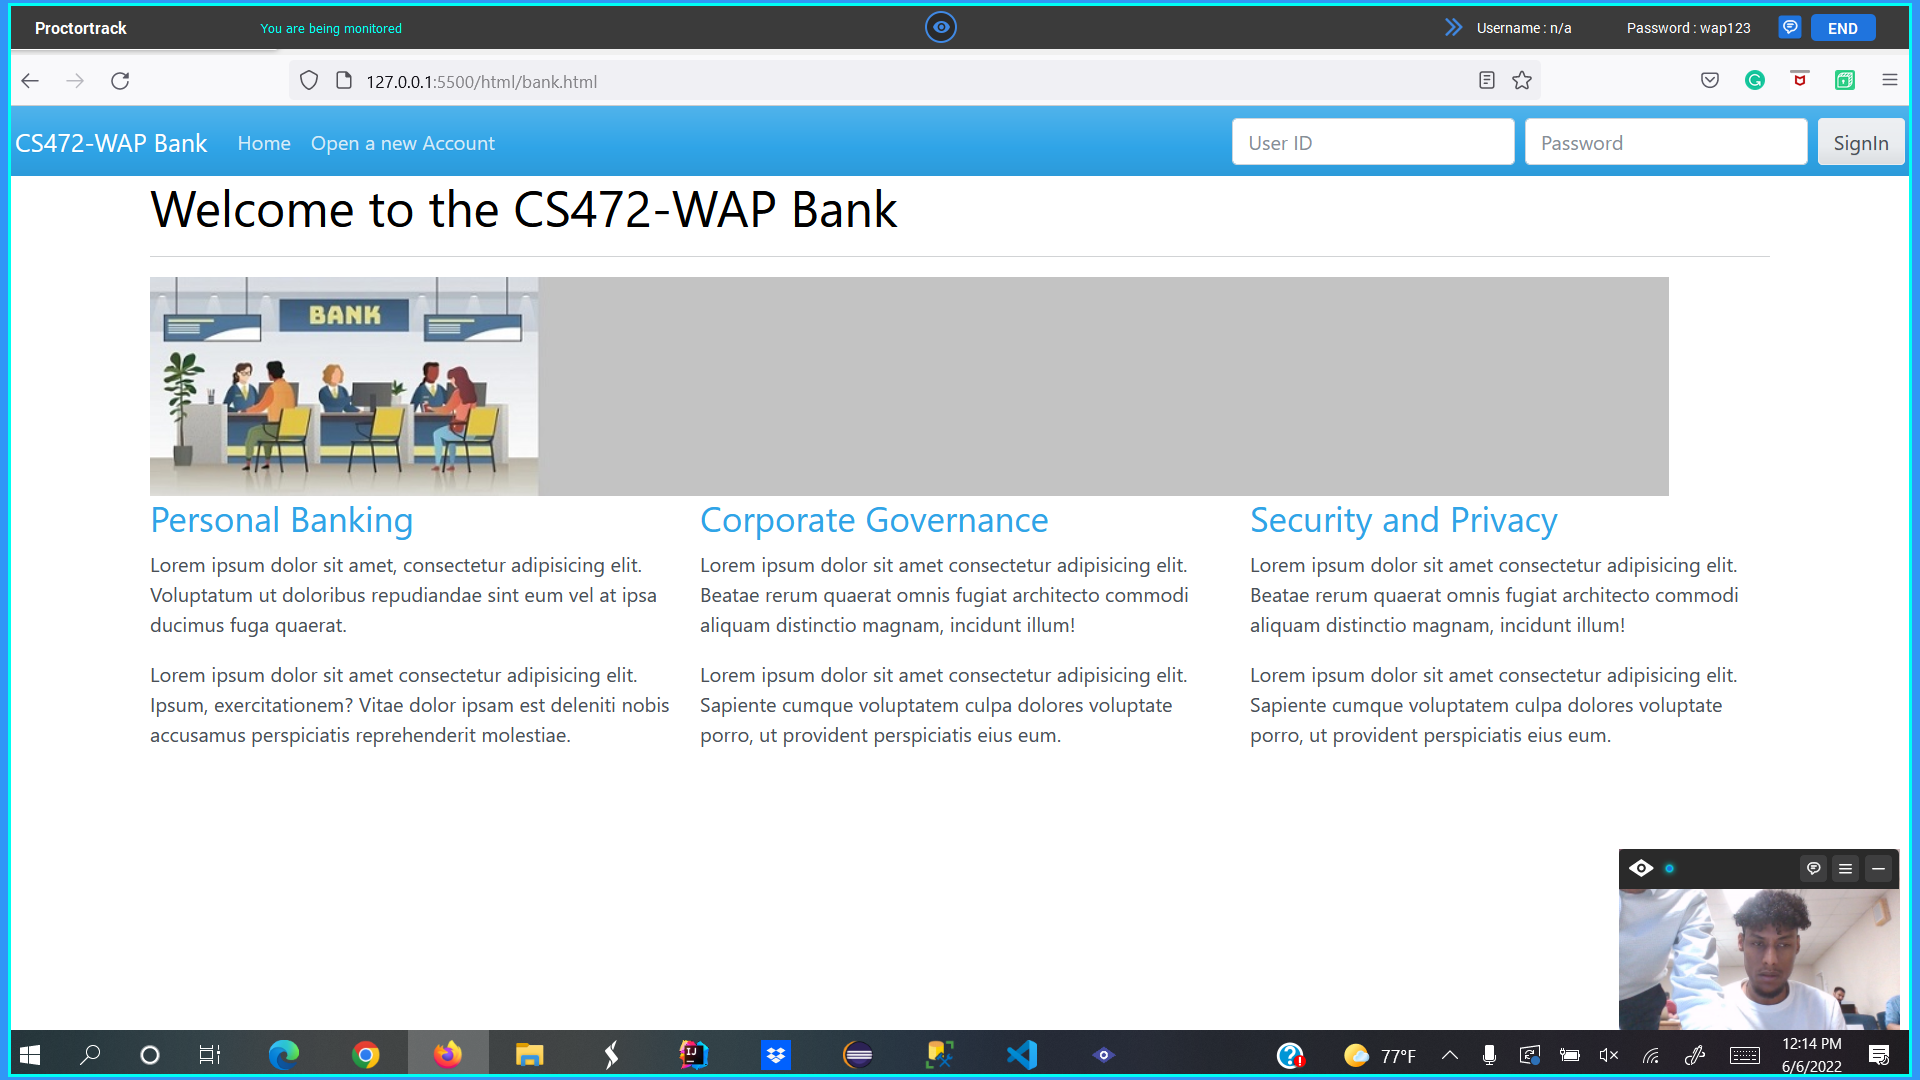 Proctortrack
You are being monitored
Username : n/a
Password : wap123
END
127.0.0.1:5500/html/bank.html
CS472-WAP Bank
Home
Open a new Account
User ID
Password
SignIn
Welcome to the CS472-WAP Bank
BANK
Personal Banking
Lorem ipsum dolor sit amet, consectetur adipisicing elit.
Voluptatum ut doloribus repudiandae sint eum vel at ipsa
ducimus fuga quaerat.
Lorem ipsum dolor sit amet consectetur adipisicing elit.
Ipsum, exercitationem? Vitae dolor ipsam est deleniti nobis
accusamus perspiciatis reprehenderit molestiae.
Corporate Governance
Lorem ipsum dolor sit amet consectetur adipisicing elit.
Beatae rerum quaerat omnis fugiat architecto commodi
aliquam distinctio magnam, incidunt illum!
Lorem ipsum dolor sit amet consectetur adipisicing elit.
Sapiente cumque voluptatem culpa dolores voluptate
porro, ut provident perspiciatis eius eum.
Security and Privacy
Lorem ipsum dolor sit amet consectetur adipisicing elit.
Beatae rerum quaerat omnis fugiat architecto commodi
aliquam distinctio magnam, incidunt illum!
Lorem ipsum dolor sit amet consectetur adipisicing elit.
Sapiente cumque voluptatem culpa dolores voluptate
porro, ut provident perspiciatis eius eum.
IJ
77°F
12:14 PM
6/6/2022